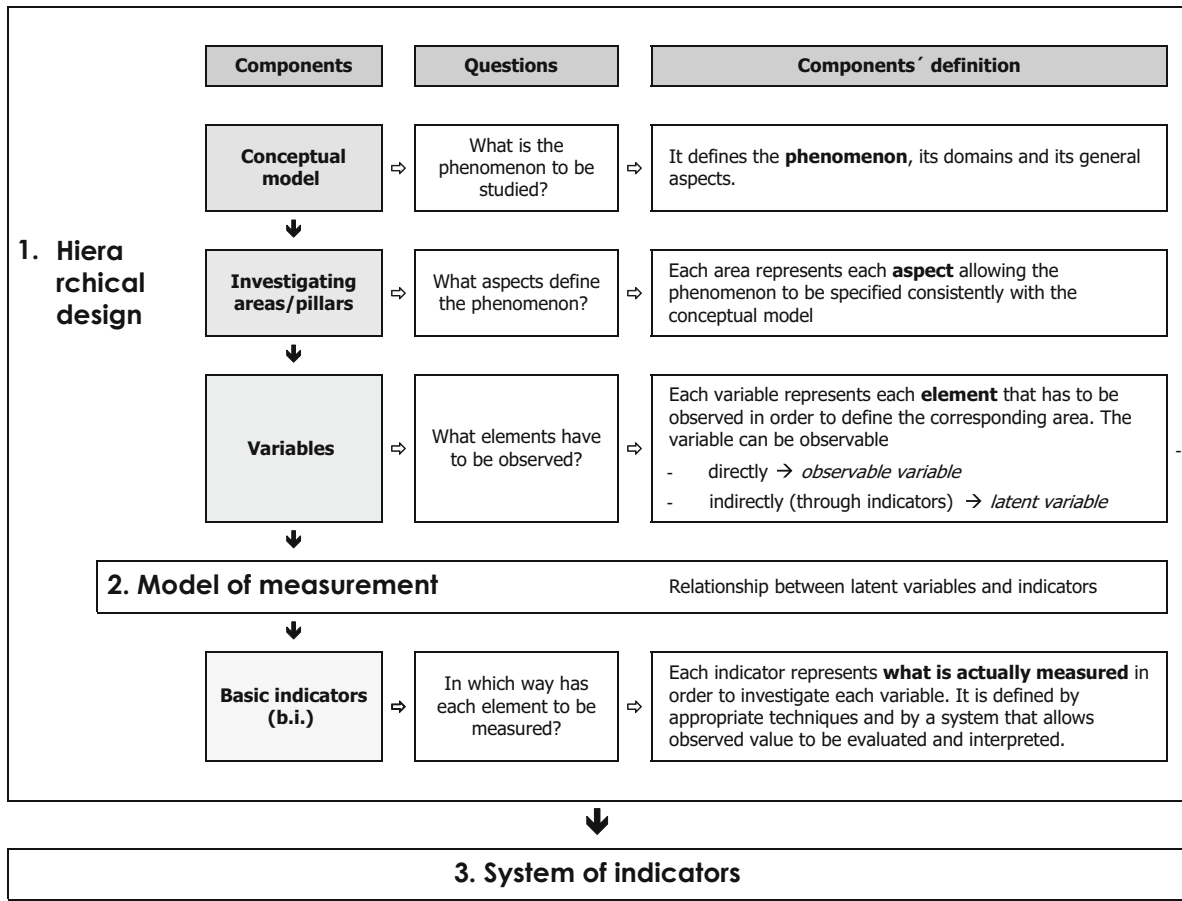 Components
Questions
Components´ definition
Conceptual
model
⇨
What is the
phenomenon to be
studied?
⇨
It defines the phenomenon, its domains and its general
aspects.
1. Hiera
rchical
design
Investigating
areas/pillars
⇨
What aspects define
the phenomenon?
⇨
Each area represents each aspect allowing the
phenomenon to be specified consistently with the
conceptual model
Variables
⇨
What elements have
to be observed?
⇨
Each variable represents each element that has to be
observed in order to define the corresponding area. The
variable can be observable
- directly → observable variable
- indirectly (through indicators) → latent variable
-
2. Model of measurement
Relationship between latent variables and indicators
Basic indicators
(b.i.)
⇨
In which way has
each element to be
measured?
⇨
Each indicator represents what is actually measured in
order to investigate each variable. It is defined by
appropriate techniques and by a system that allows
observed value to be evaluated and interpreted.
3. System of indicators